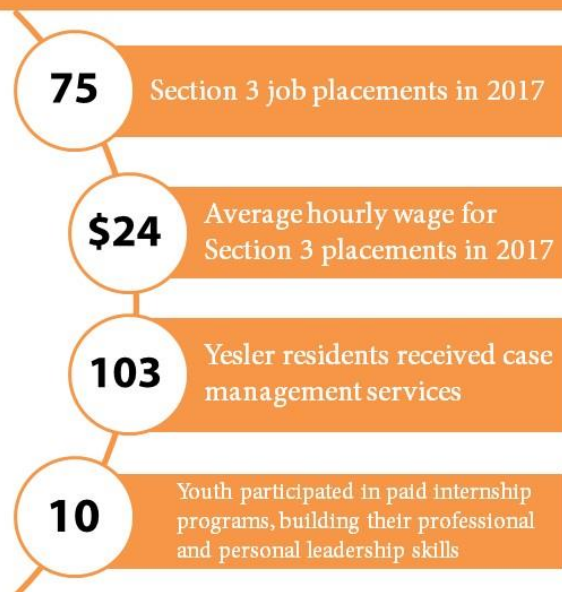 75
Section 3 job placements in 2017
$24
Average hourly wage for
Section 3 placements in 2017
103
Yesler residents received case
management services
10
Youth participated in paid internship
programs, building their professional
and personal leadership skills